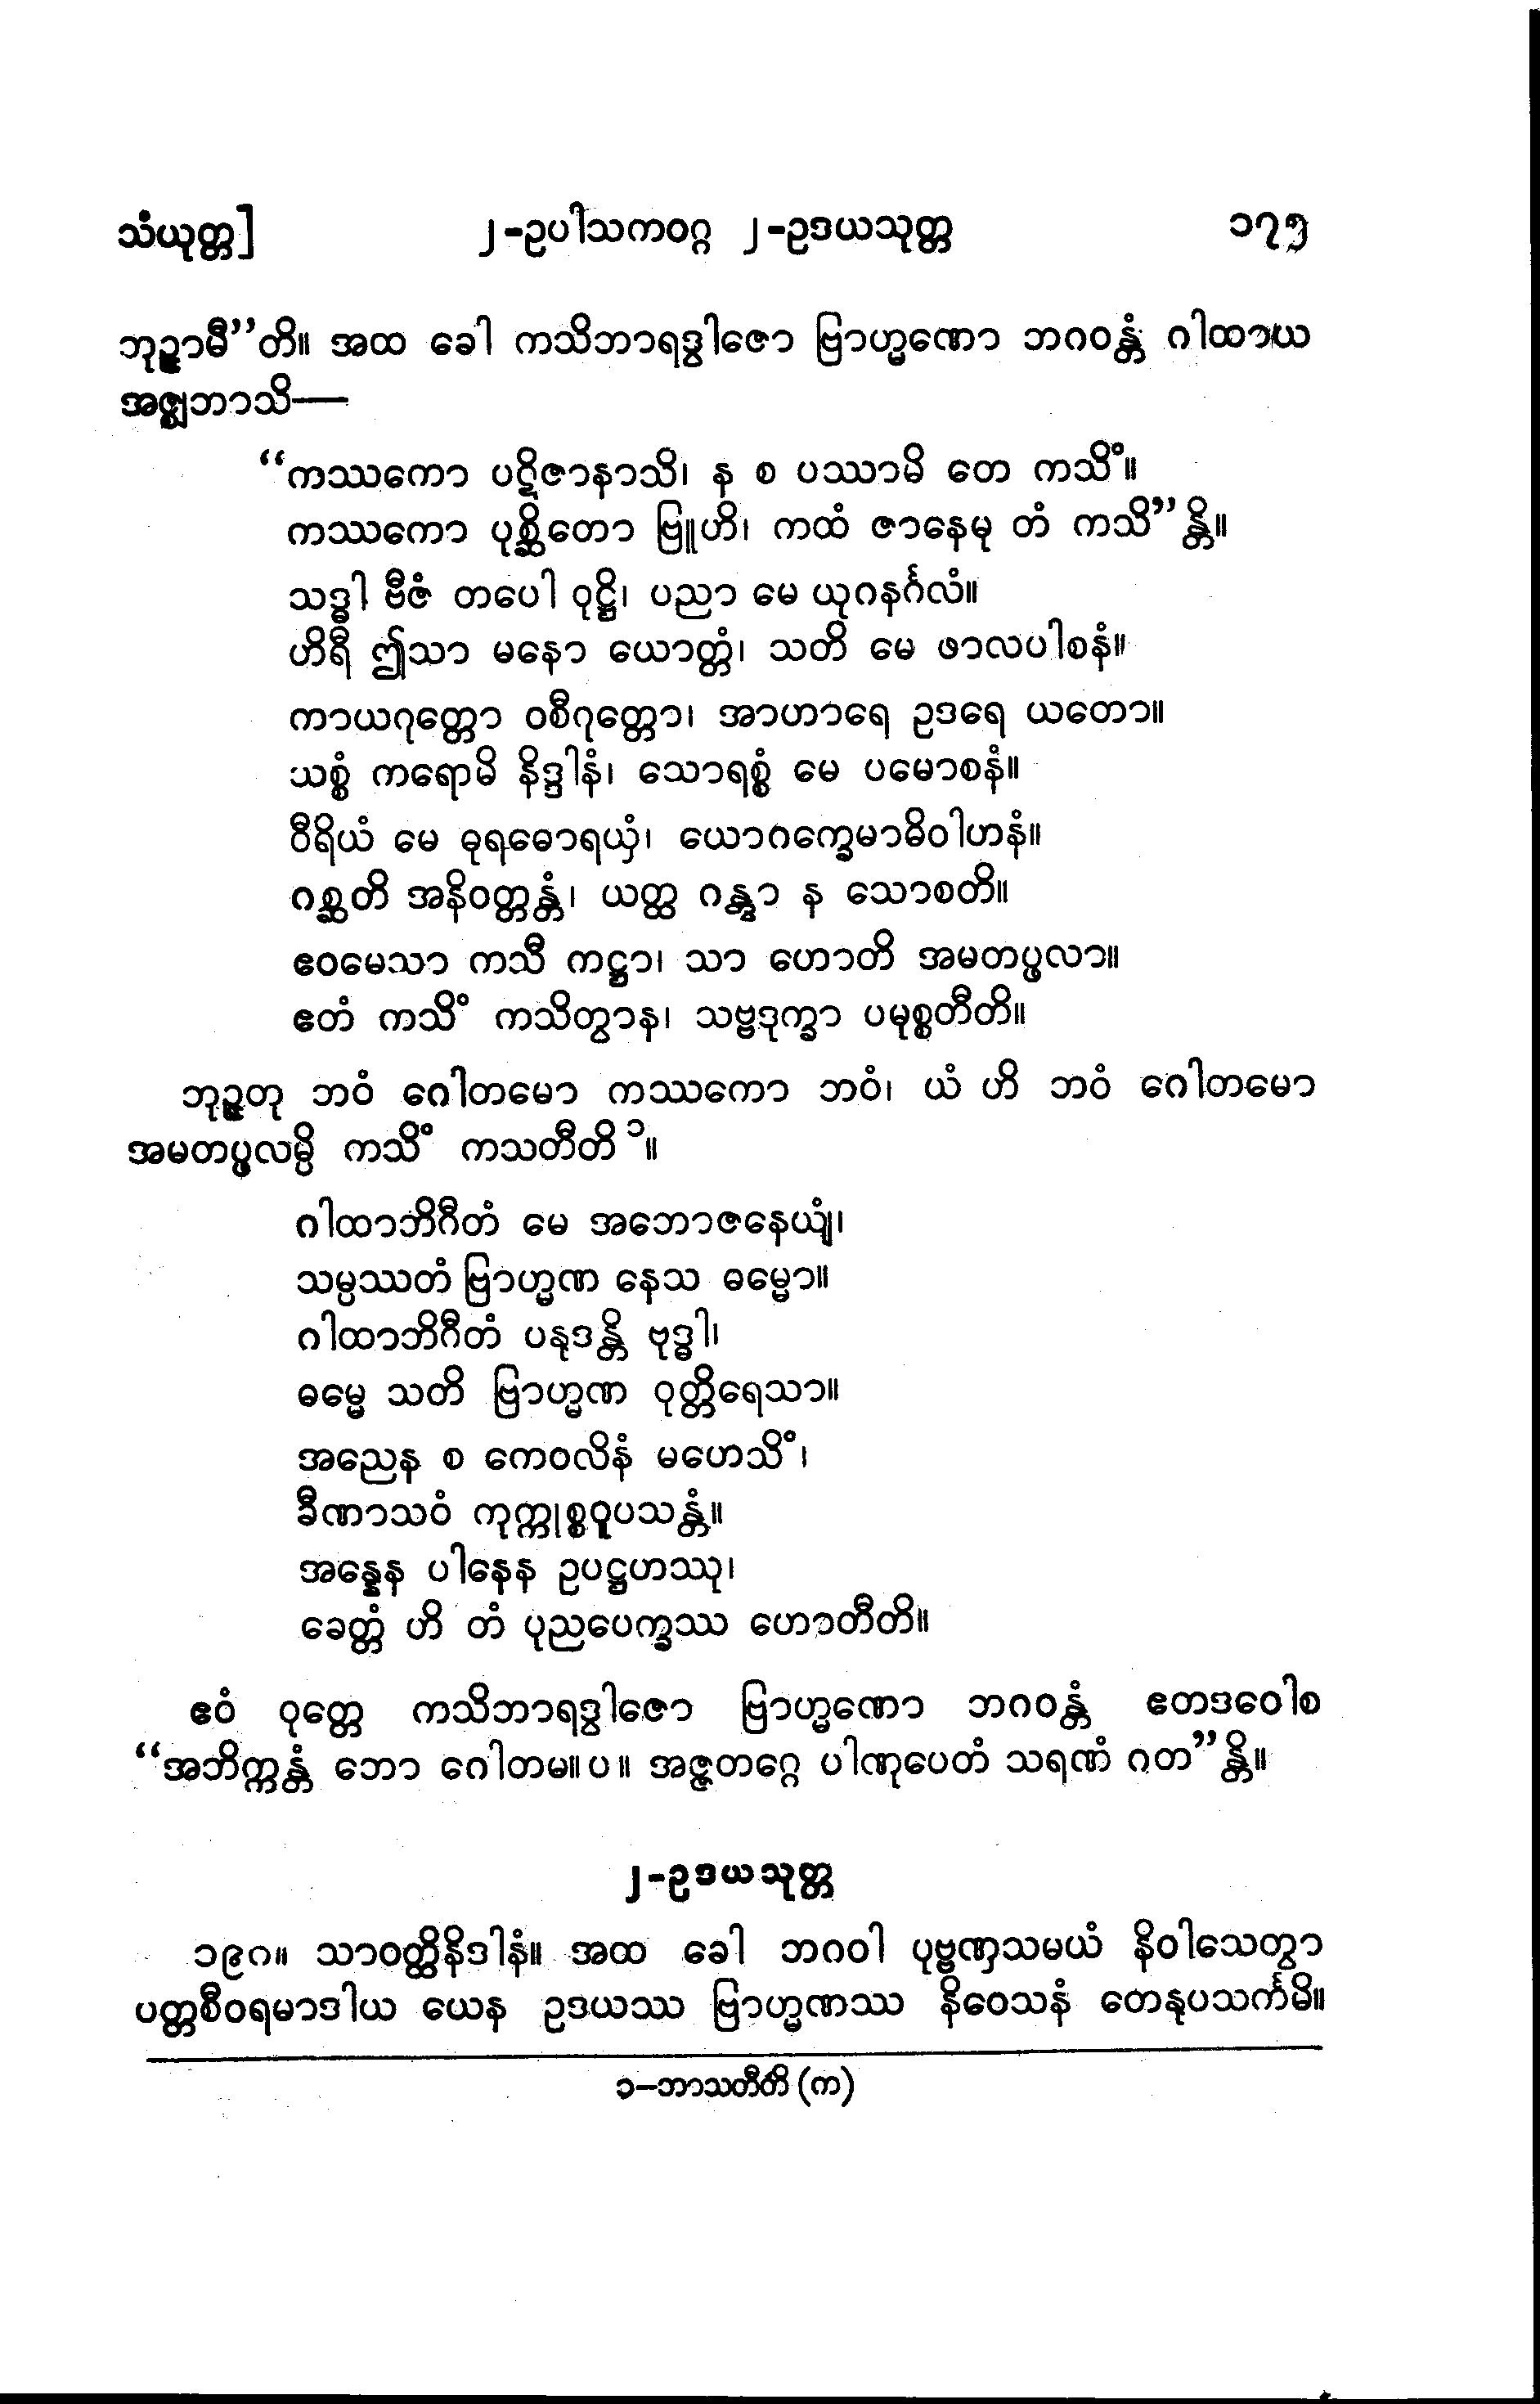 သံယုတ္တ] ၂-ဥပါသကဝဂ္ဂ ၂-ဥဒယသုတ္တ ၁၇၅
ဘုဉ္ဇာမီ”တိ။ အထ ခေါ ကသိဘာရဒွါဇော ဗြာဟ္မဏော ဘဂဝန္တံ ဂါထာယ
အဇ္ဈဘာသိ—
“ကဿကော ပဋိဇာနာသိ၊ န စ ပဿာမိ တေ ကသိံ။
ကဿကော ပုစ္ဆိတော ဗြူဟိ၊ ကထံ ဇာနေမု တံ ကသိ”န္တိ။
သဒ္ဓါ ဗီဇံ တပေါ ဝုဋ္ဌိ၊ ပညာ မေ ယုဂနင်္ဂလံ။
ဟိရီ ဤသာ မနော ယောတ္တံ၊ သတိ မေ ဖာလပါစနံ။
ကာယဂုတ္တော ဝစီဂုတ္တော၊ အာဟာရေ ဥဒရေ ယတော။
သစ္စံ ကရောမိ နိဒ္ဒါနံ၊ သောရစ္စံ မေ ပမောစနံ။
ဝီရိယံ မေ ဓုရဓောရယှံ၊ ယောဂက္ခေမာဓိဝါဟနံ။
ဂစ္ဆတိ အနိဝတ္တန္တံ၊ ယတ္ထ ဂန္တွာ န သောစတိ။
ဧဝမေသာ ကသီ ကဋ္ဌာ၊ သာ ဟောတိ အမတပ္ဖလာ။
ဧတံ ကသိံ ကသိတွာန၊ သဗ္ဗဒုက္ခာ ပမုစ္စတီတိ။
ဘုဉ္ဇတု ဘဝံ ဂေါတမော ကဿကော ဘဝံ၊ ယံ ဟိ ဘဝံ ဂေါတမော
အမတပ္ဖလမ္ပိ ကသိံ ကသတီတိ ၁။
ဂါထာဘိဂီတံ မေ အဘောဇနေယျံ၊
သမ္ပဿတံ ဗြာဟ္မဏ နေသ ဓမ္မော။
ဂါထာဘိဂီတံ ပနုဒန္တိ ဗုဒ္ဓါ၊
ဓမ္မေ သတိ ဗြာဟ္မဏ ဝုတ္တိရေသာ။
အညေန စ ကေဝလိနံ မဟေသိံ၊
ခီဏာသဝံ ကုက္ကုစ္စဝူပသန္တံ။
အန္နေန ပါနေန ဥပဋ္ဌဟဿု၊
ခေတ္တံ ဟိ တံ ပုညပေက္ခဿ ဟောတီတိ။
ဧဝံ ဝုတ္တေ ကသိဘာရဒွါဇော ဗြာဟ္မဏော ဘဂဝန္တံ ဧတဒဝေါစ
“အဘိက္ကန္တံ ဘော ဂေါတမ။ ပ။ အဇ္ဇတဂ္ဂေ ပါဏုပေတံ သရဏံ ဂတ”န္တိ။
၂-ဥဒယသုတ္တ
၁၉၈။ သာဝတ္ထိနိဒါနံ။ အထ ခေါ ဘဂဝါ ပုဗ္ဗဏှသမယံ နိဝါသေတွာ
ပတ္တစီဝရမာဒါယ ယေန ဥဒယဿ ဗြာဟ္မဏဿ နိဝေသနံ တေနုပသင်္ကမိ။
၁−ဘာသတီတိ (က)